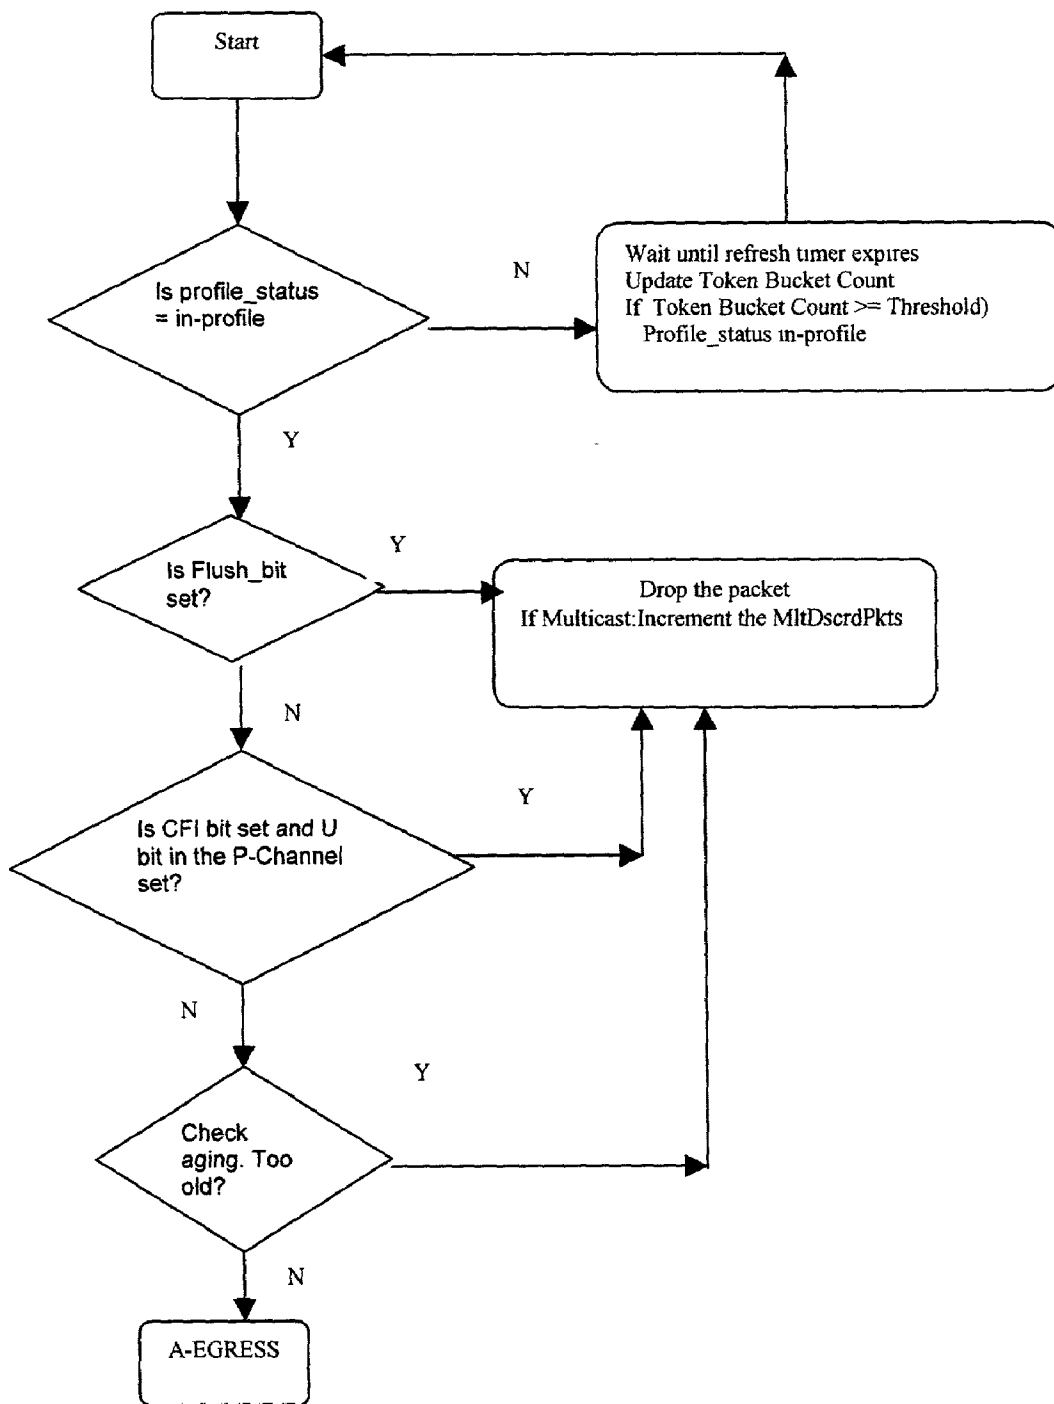 Start
Is profile_status
= in-profile
N
Wait until refresh timer expires
Update Token Bucket Count
If Token Bucket Count >= Threshold)
Profile_status in-profile
Y
Is Flush_bit
set?
Y
Drop the packet
If Multicast:Increment the MltDscrdPkts
N
Is CFI bit set and U
bit in the P-Channel
set?
Y
N
Check
aging. Too
old?
Y
N
A-EGRESS